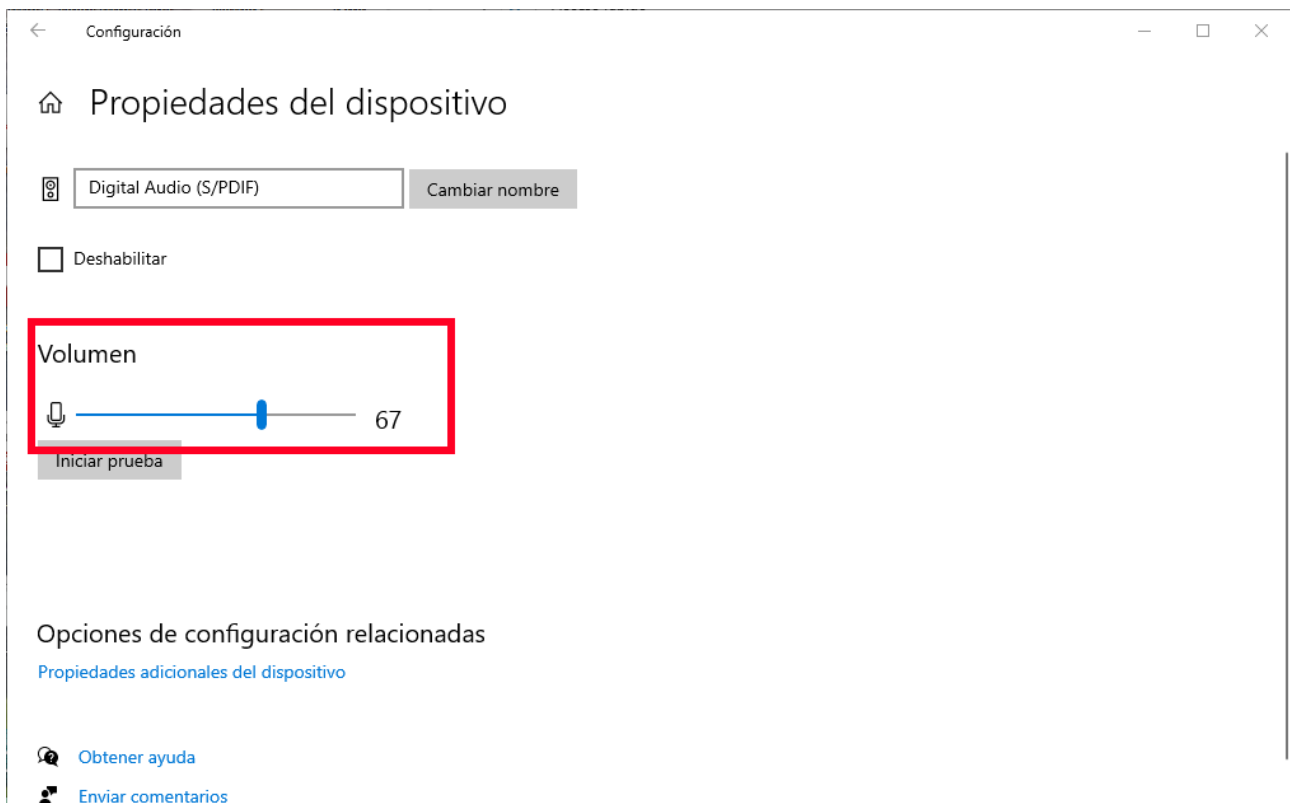 Configuración
Propiedades del dispositivo
Digital Audio (S/PDIF)
Cambiar nombre
Deshabilitar
Volumen
67
Iniciar prueba
Opciones de configuración relacionadas
Propiedades adicionales del dispositivo
Obtener ayuda
Enviar comentarios